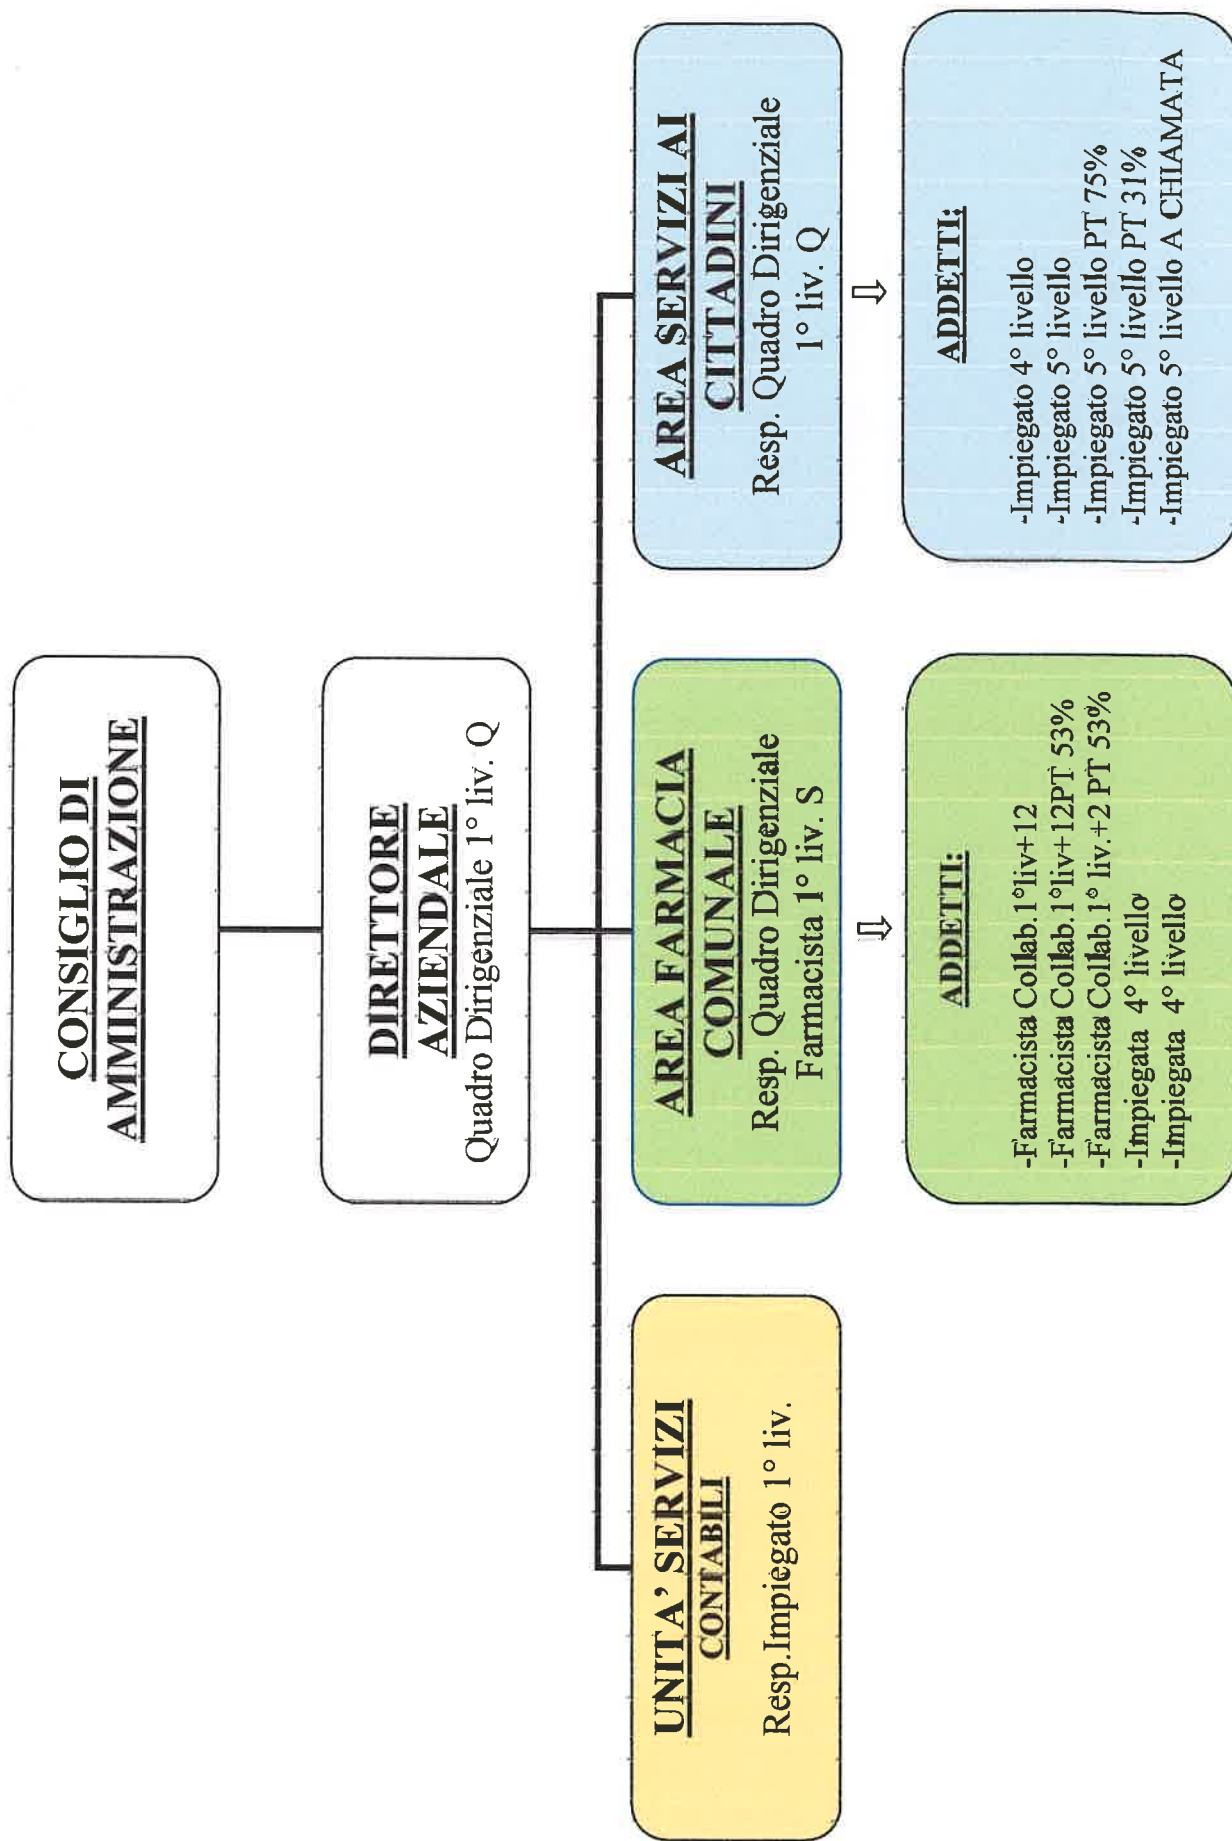 CONSIGLIO DI
AMMINISTRAZIONE
DIRETTORE
AZIENDALE
Quadro Dirigenziale 1° liv. Q
UNITA' SERVIZI
CONTABILI
Resp.Impiegato 1° liv.
AREA FARMACIA
COMUNALE
Resp. Quadro Dirigenziale
Farmacista 1° liv. S
AREA SERVIZI AI
CITTADINI
Resp. Quadro Dirigenziale
1° liv. Q
ADDETTI:
-Farmacista Collab.1°liv+12
-Farmacista Collab.1°liv+12PT 53%
-Farmacista Collab.1° liv.+2 PT 53%
-Impiegata 4° livello
-Impiegata 4° livello
ADDETTI:
-Impiegato 4° livello
-Impiegato 5° livello
-Impiegato 5° livello PT 75%
-Impiegato 5° livello PT 31%
-Impiegato 5° livello A CHIAMATA